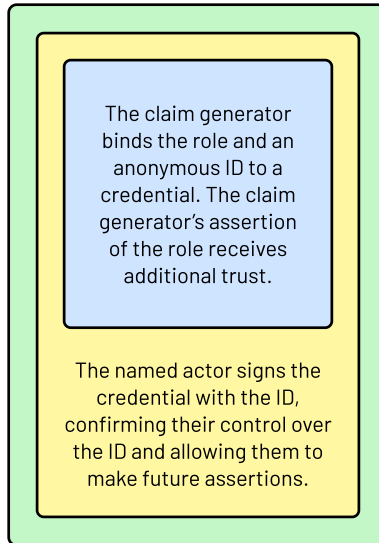 The claim generator
binds the role and an
anonymous ID to a
credential. The claim
generator’s assertion
of the role receives
additional trust.
The named actor signs the
credential with the ID,
confirming their control over
the ID and allowing them to
make future assertions.